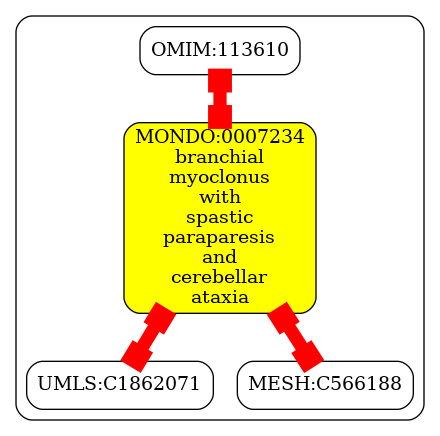 OMIM:113610
MONDO:0007234
branchial
myoclonus
with
spastic
paraparesis
and
cerebellar
ataxia
UMLS:C1862071
MESH:C566188